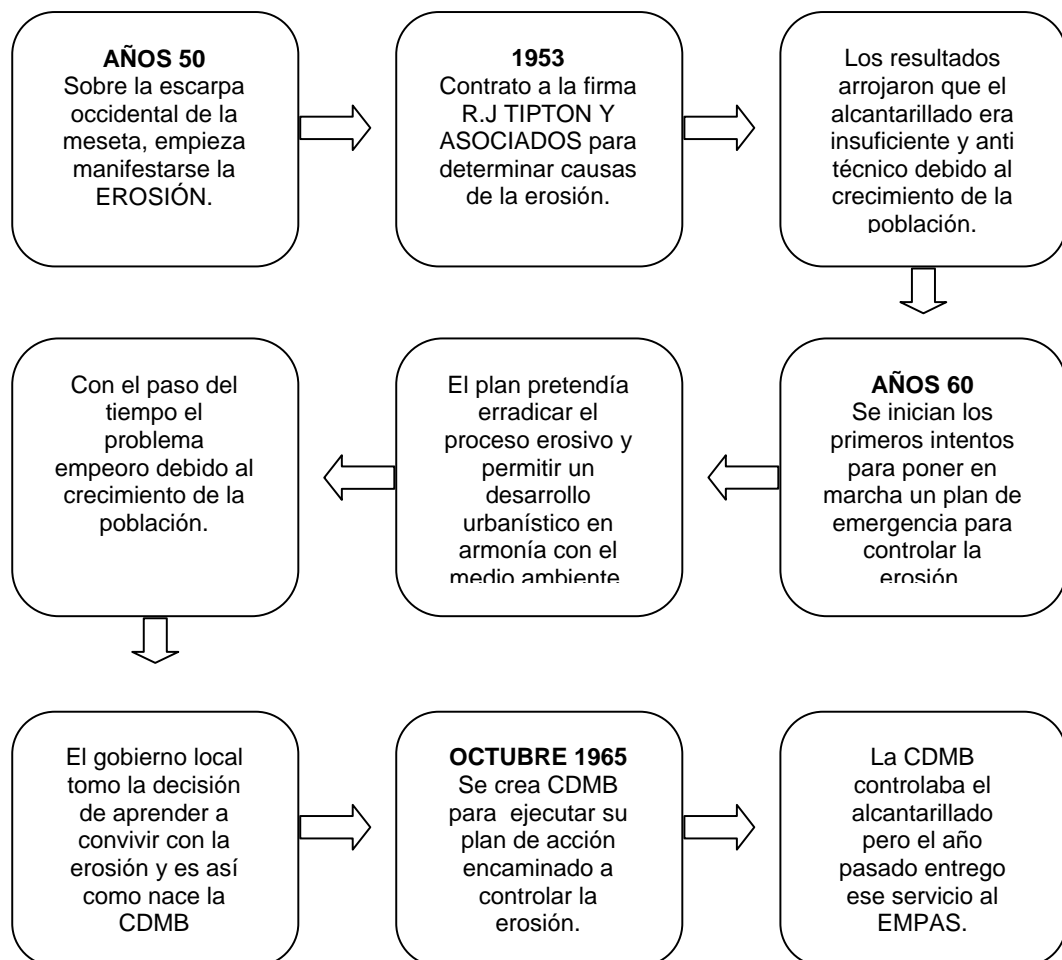 AÑOS 50
Sobre la escarpa
occidental de la
meseta, empieza
manifestarse la
EROSIÓN.
1953
Contrato a la firma
R.J TIPTON Y
ASOCIADOS para
determinar causas
de la erosión.
Los resultados
arrojaron que el
alcantarillado era
insuficiente y anti
técnico debido al
crecimiento de la
población.
AÑOS 60
Se inician los
primeros intentos
para poner en
marcha un plan de
emergencia para
controlar la
erosión
El plan pretendía
erradicar el
proceso erosivo y
permitir un
desarrollo
urbanístico en
armonía con el
medio ambiente
Con el paso del
tiempo el
problema
empeoro debido al
crecimiento de la
población.
El gobierno local
tomo la decisión
de aprender a
convivir con la
erosión y es así
como nace la
CDMB
OCTUBRE 1965
Se crea CDMB
para ejecutar su
plan de acción
encaminado a
controlar la
erosión.
La CDMB
controlaba el
alcantarillado
pero el año
pasado entrego
ese servicio al
EMPAS.